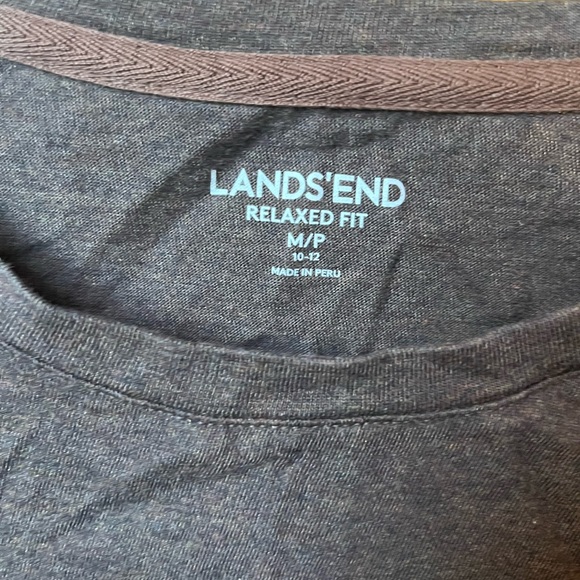 LANDS'END
RELAXED FIT
M/P
10-12
MADE IN PERU